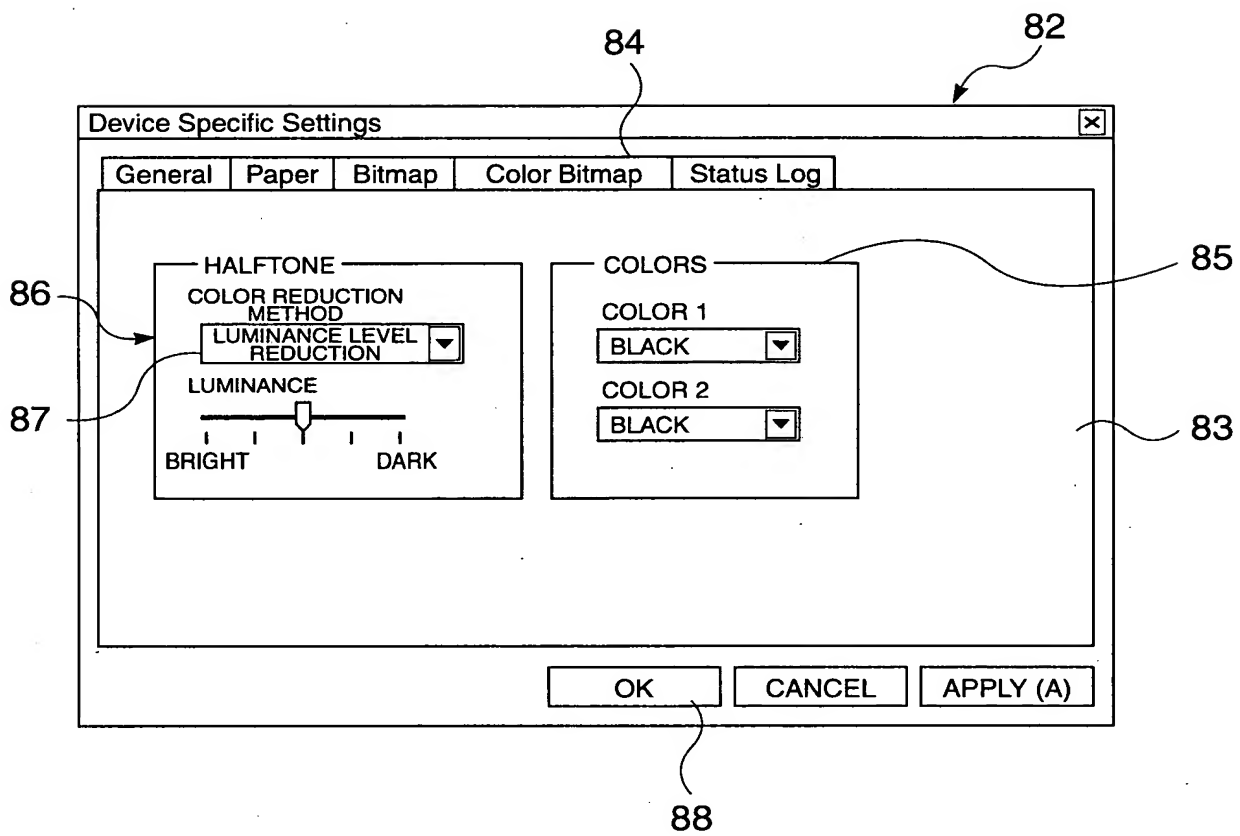 82
84
Device Specific Settings
General Paper Bitmap Color Bitmap Status Log
85
HALFTONE
COLOR REDUCTION
METHOD
LUMINANCE LEVEL
REDUCTION
LUMINANCE
BRIGHT DARK
COLORS
COLOR 1
BLACK
COLOR 2
BLACK
86
87
83
OK CANCEL APPLY (A)
88